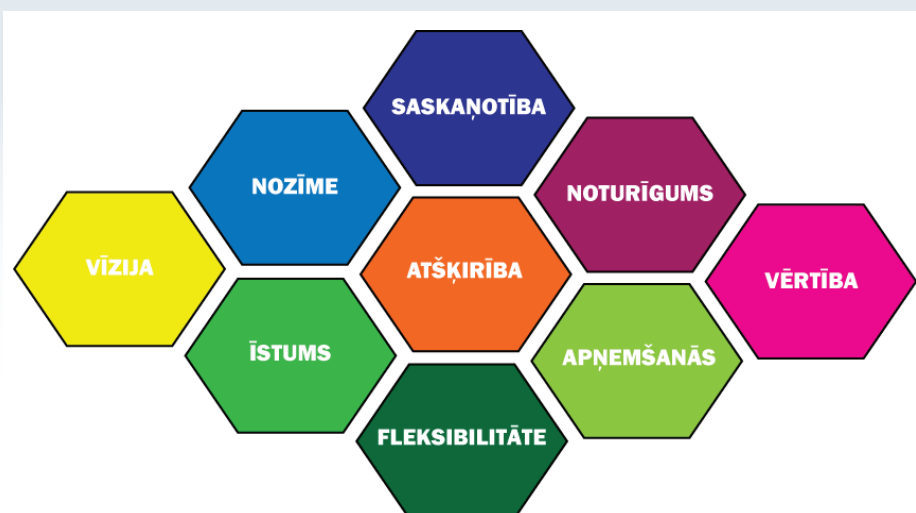 SASKAŅOTĪBA
NOZĪME
NOTURĪGUMS
VĪZIJA
ATŠĶIRĪBA
VĒRTĪBA
ĪSTUMS
APŅEMŠANĀS
FLEKSIBILITĀTE